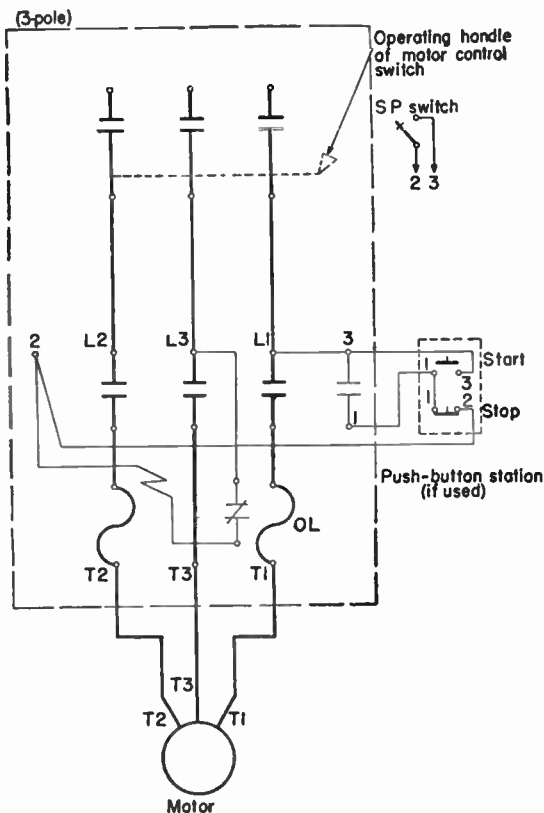 (3-pole)
Operating handle
of motor control
switch
SP switch
2 3
2
L2
L3
L1
3
1
1
3
1
2
Start
Stop
Push-button station
(if used)
OL
T2
T3
T1
T3
T2
T1
Motor